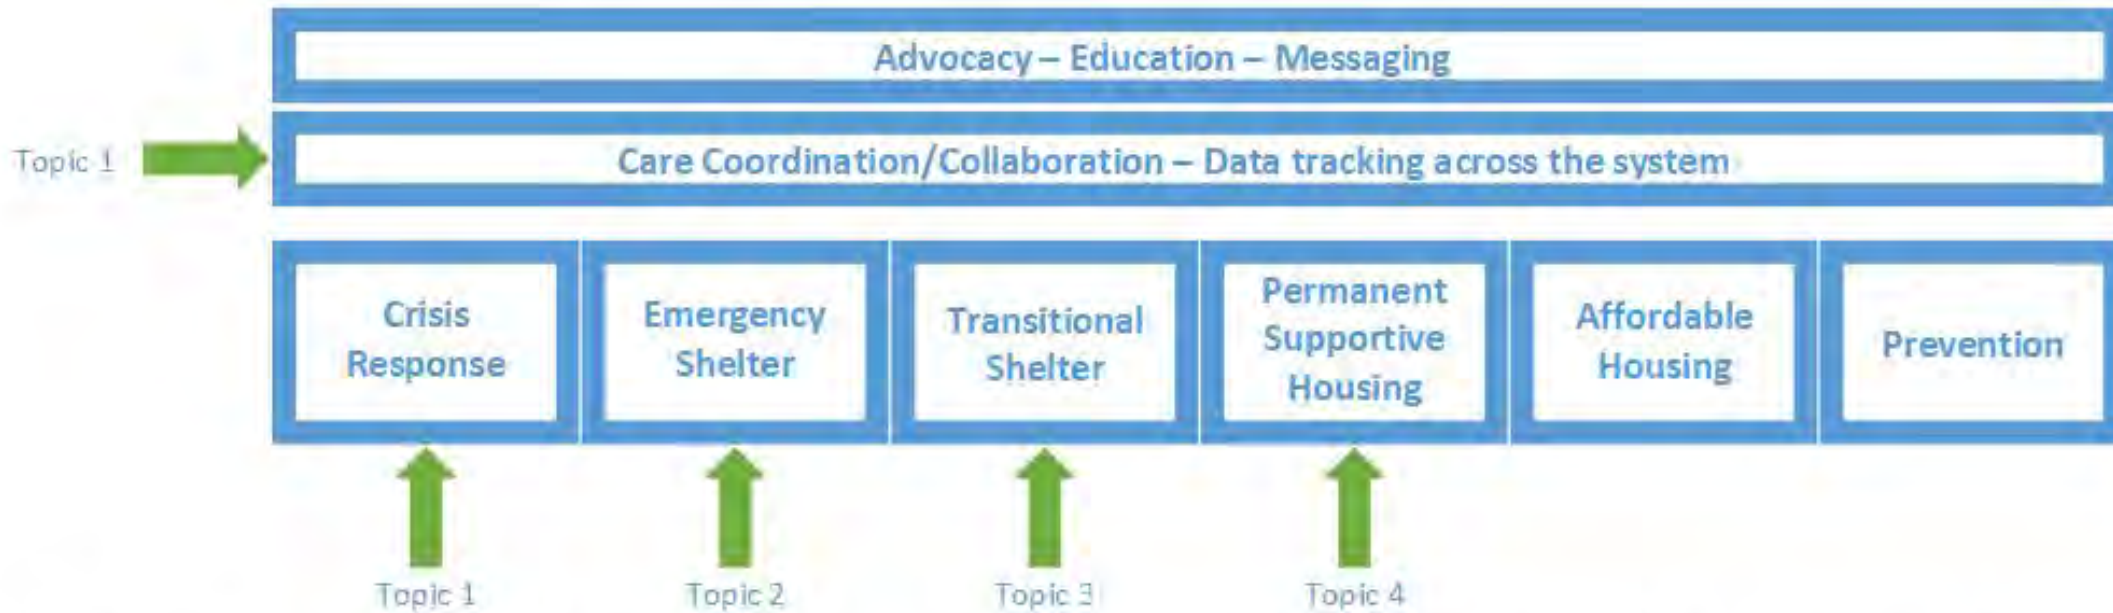 Advocacy – Education – Messaging
Topic 1
Care Coordination/Collaboration – Data tracking across the system
Crisis
Response
Emergency
Shelter
Transitional
Shelter
Permanent
Supportive
Housing
Affordable
Housing
Prevention
Topic 1
Topic 2
Topic 3
Topic 4